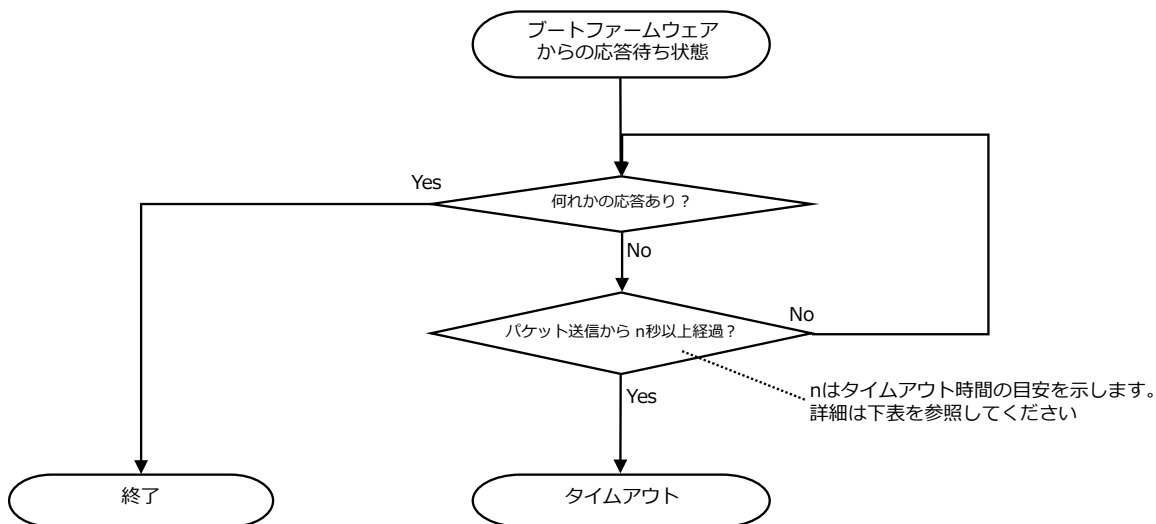 ブートファームウェア
からの応答待ち状態
Yes
何れかの応答あり？
No
パケット送信から n秒以上経過？
No
Yes
nはタイムアウト時間の目安を示します。
詳細は下表を参照してください
終了
タイムアウト